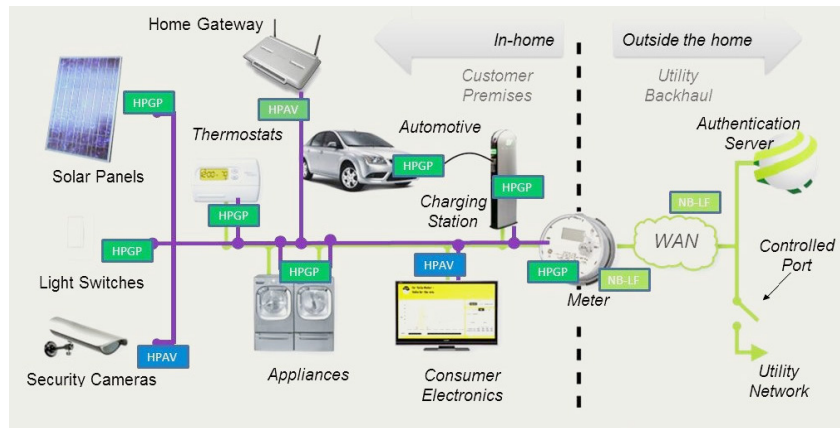 Home Gateway
In-home
Outside the home
Customer
Premises
Utility
Backhaul
HPGP
HPAV
Thermostats
Automotive
Authentication
Server
Solar Panels
HPGP
HPGP
HPGP
Charging
Station
NB-LF
WAN
Controlled
Port
HPGP
Light Switches
HPGP
HPAV
HPGP
NB-LF
Meter
HPAV
Security Cameras
Appliances
Consumer
Electronics
Utility
Network